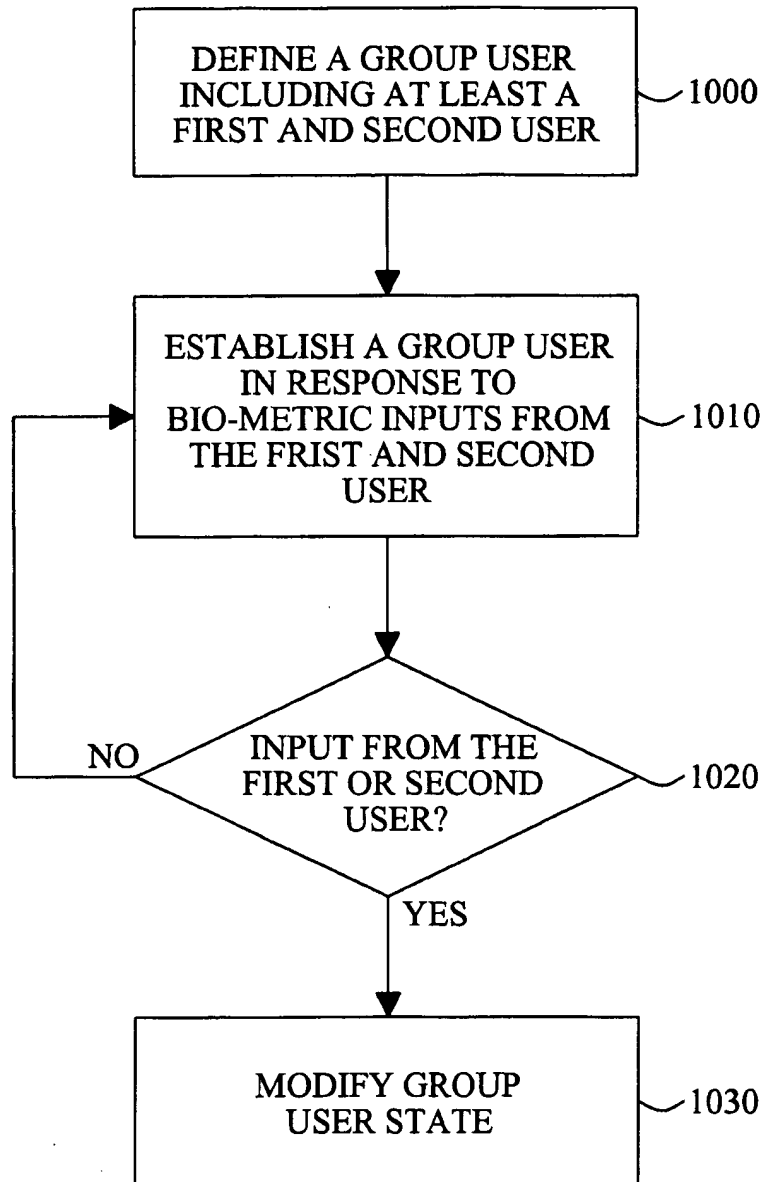 DEFINE A GROUP USER
INCLUDING AT LEAST A
FIRST AND SECOND USER
1000
ESTABLISH A GROUP USER
IN RESPONSE TO
BIO-METRIC INPUTS FROM
THE FRIST AND SECOND
USER
1010
NO
INPUT FROM THE
FIRST OR SECOND
USER?
1020
YES
MODIFY GROUP
USER STATE
1030